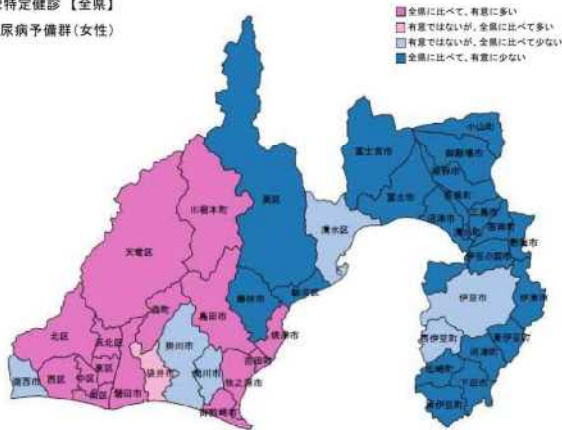 特定健診 【全県】
尿病予備群(女性)
全県に比べて、有意に多い
有意ではないが、全県に比べて多い
有意ではないが、全県に比べて少ない
全県に比べて、有意に少ない
小山町
富士宮市
御殿場市
裾野市
葵区
川根本町
富士市
長泉町
三島市
沼津市
清水町
函南町
熱海市
清水区
天竜区
伊豆の国市
駿河区
伊豆市
伊東市
藤枝市
森町
島田市
北区
焼津市
掛川市
浜北区
西伊豆町
東伊豆町
河津町
吉田町
東区
湖西市
西区
中区
袋井市
菊川市
松崎町
牧之原市
下田市
南区
磐田市
南伊豆町
御前崎市